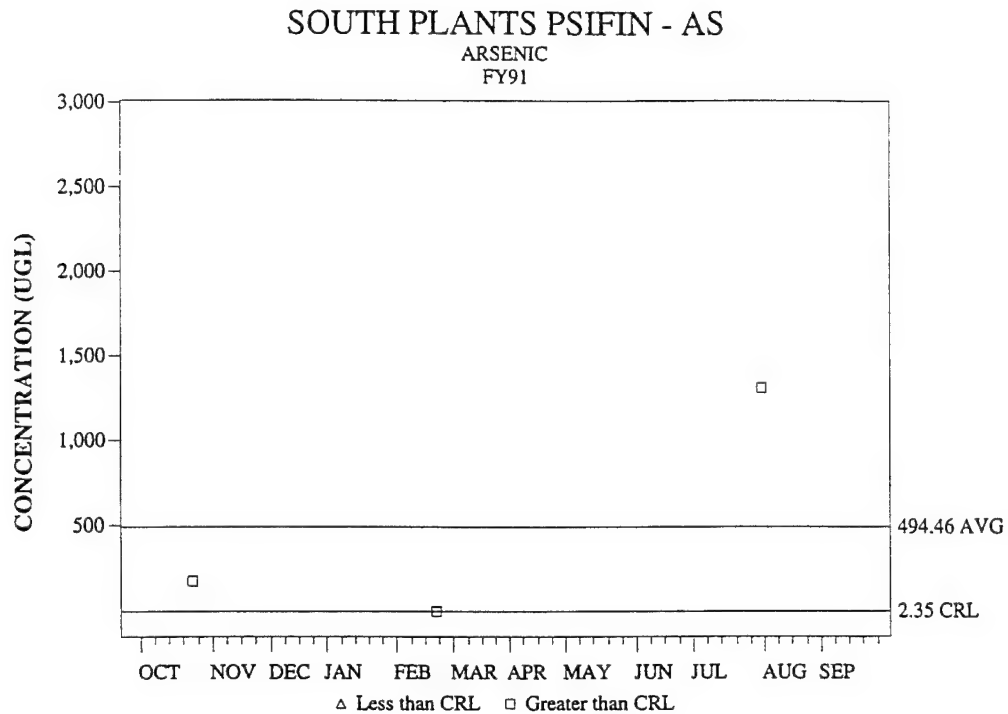 SOUTH PLANTS PSIFIN - AS
ARSENIC
FY91
CONCENTRATION (UGL)
3,000
2,500
2,000
1,500
1,000
500
494.46 AVG
2.35 CRL
OCT NOV DEC JAN FEB MAR APR MAY JUN JUL AUG SEP
Less than CRL Greater than CRL